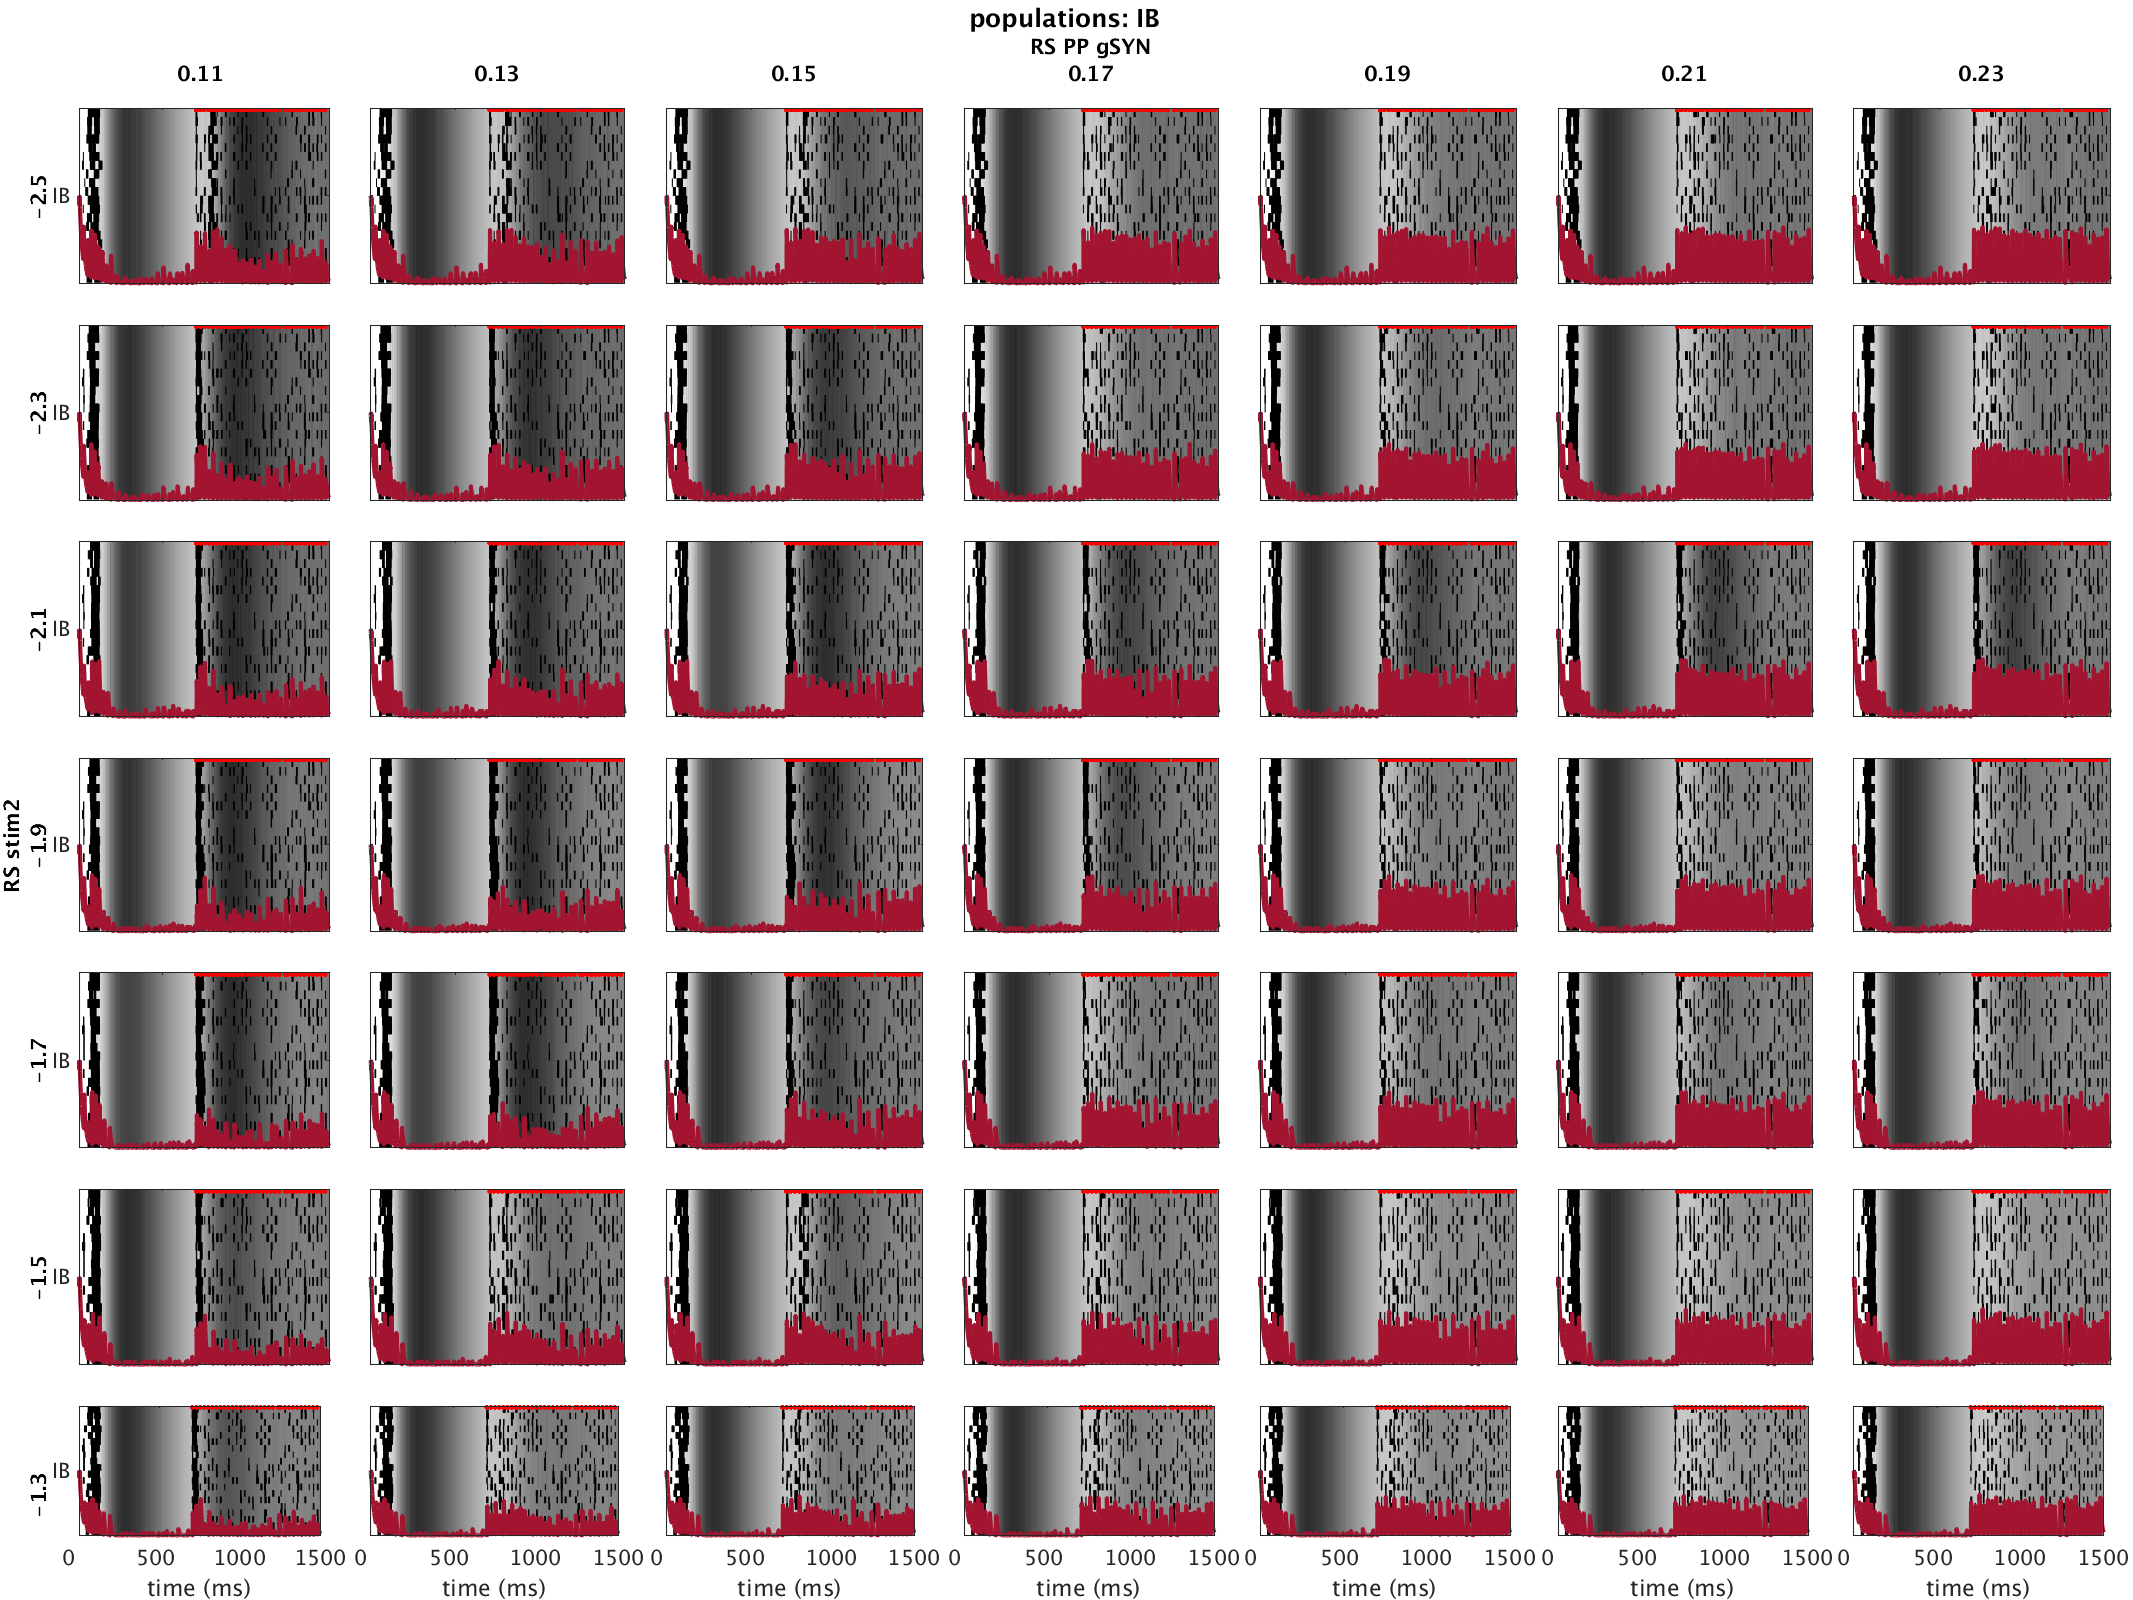 populations: IB
RS PP gSYN
0.11 0.13 0.15 0.17 0.19 0.21 0.23
-2.5 IB
-2.3 IB
-2.1 IB
RS stim2
-1.9 IB
-1.7 IB
-1.5 IB
-1.3 IB
0 500 1000 1500 0 500 1000 1500 0 500 1000 1500 0 500 1000 1500 0 500 1000 1500 0 500 1000 1500 0 500 1000 1500
time (ms) time (ms) time (ms) time (ms) time (ms) time (ms) time (ms)